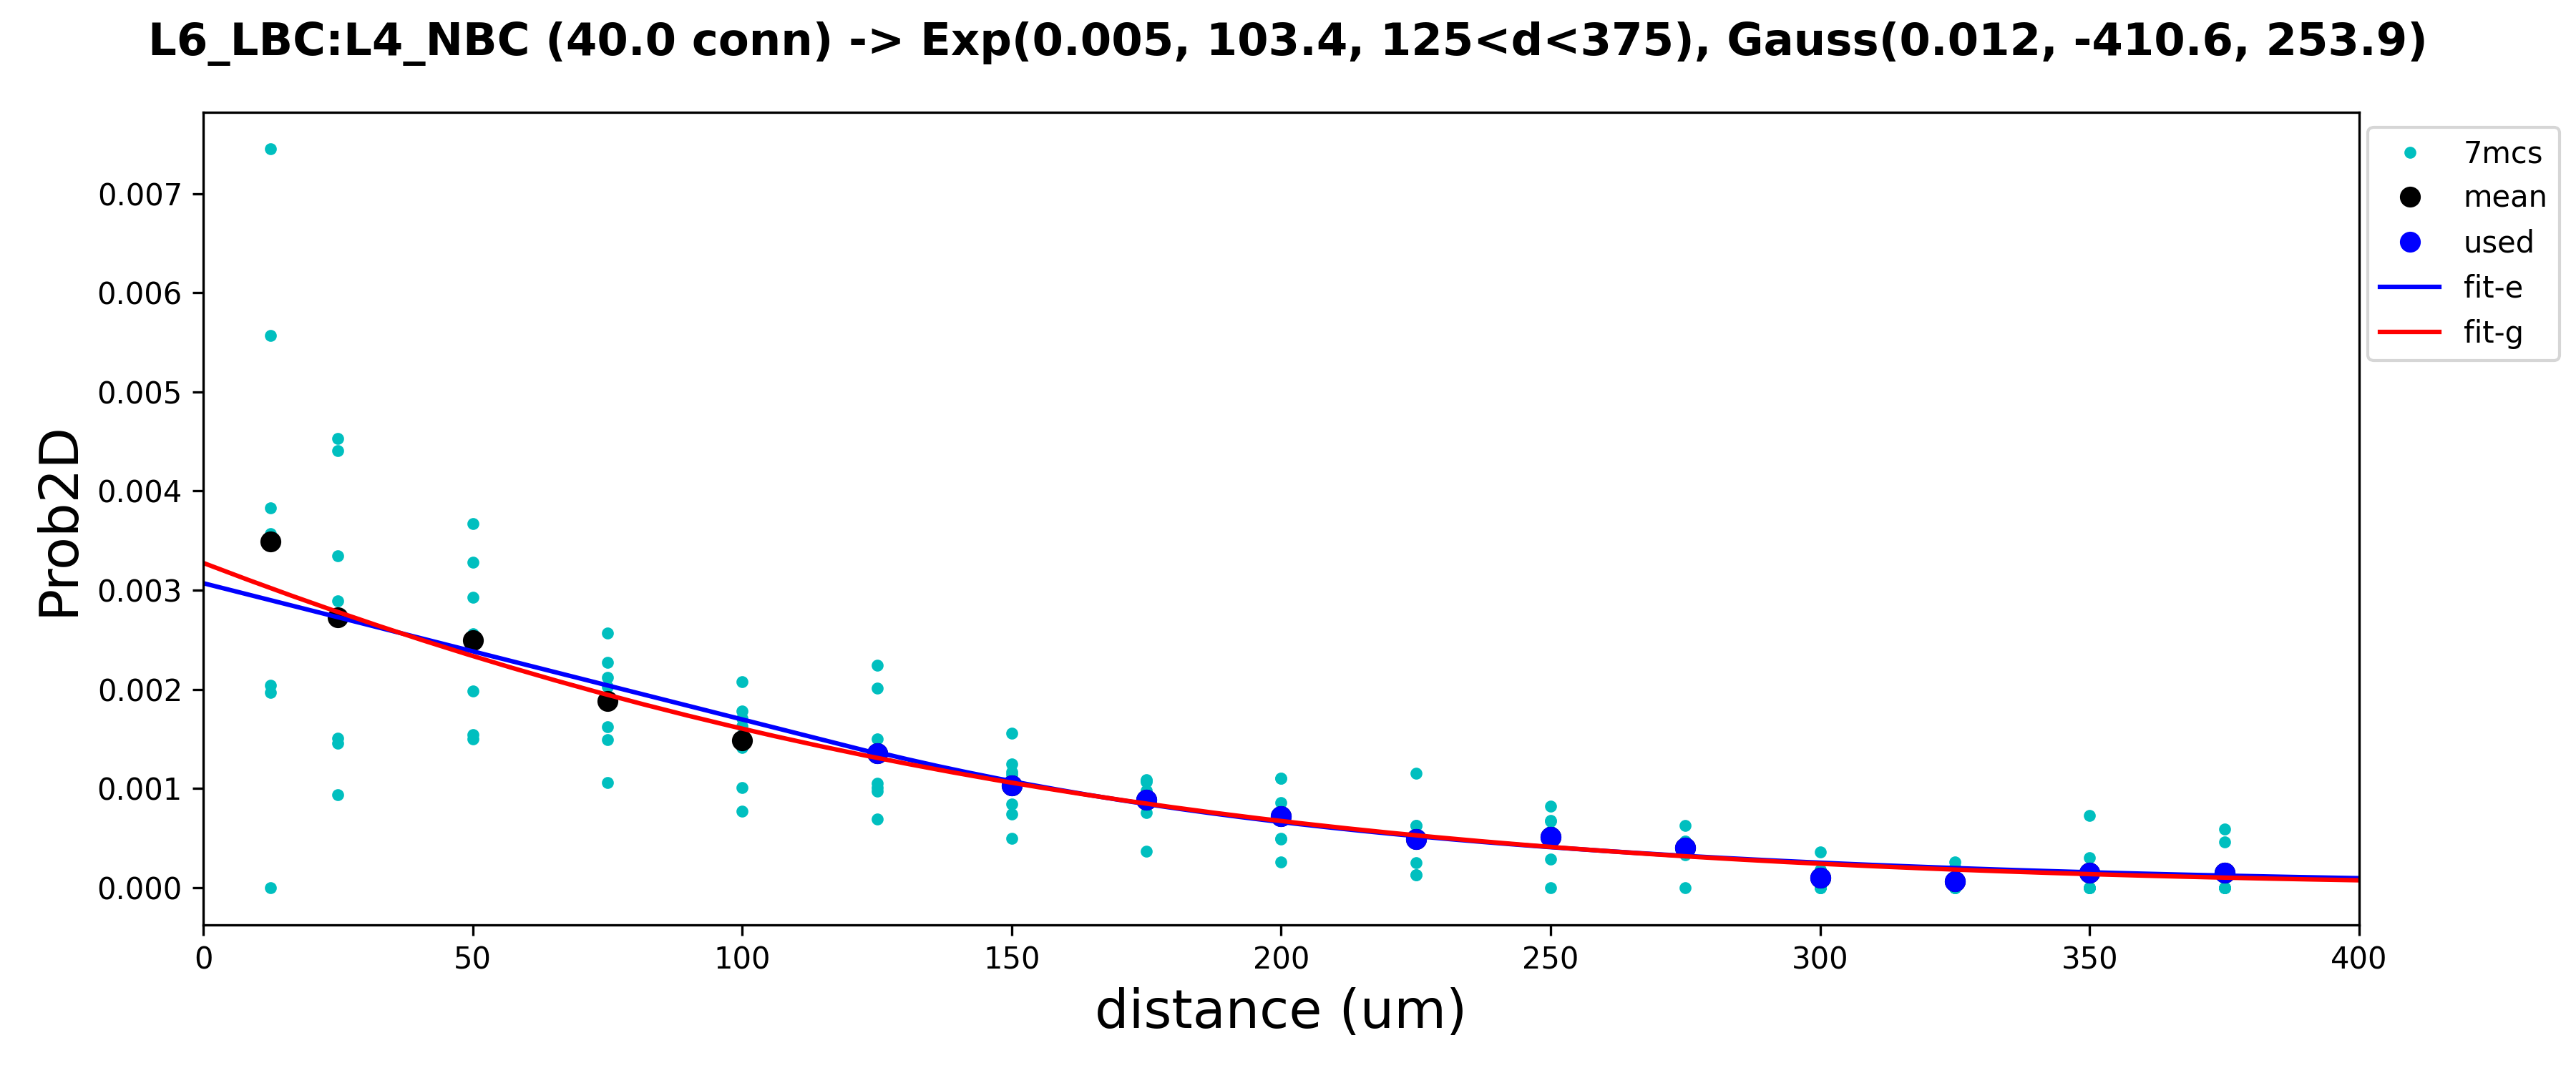 L6_LBC:L4_NBC (40.0 conn) -> Exp(0.005, 103.4, 125<d<375), Gauss(0.012, -410.6, 253.9)
7mcs
mean
used
fit-e
fit-g
0.007
0.006
0.005
0.004
0.003
0.002
0.001
0.000
Prob2D
0 50 100 150 200 250 300 350 400
distance (um)